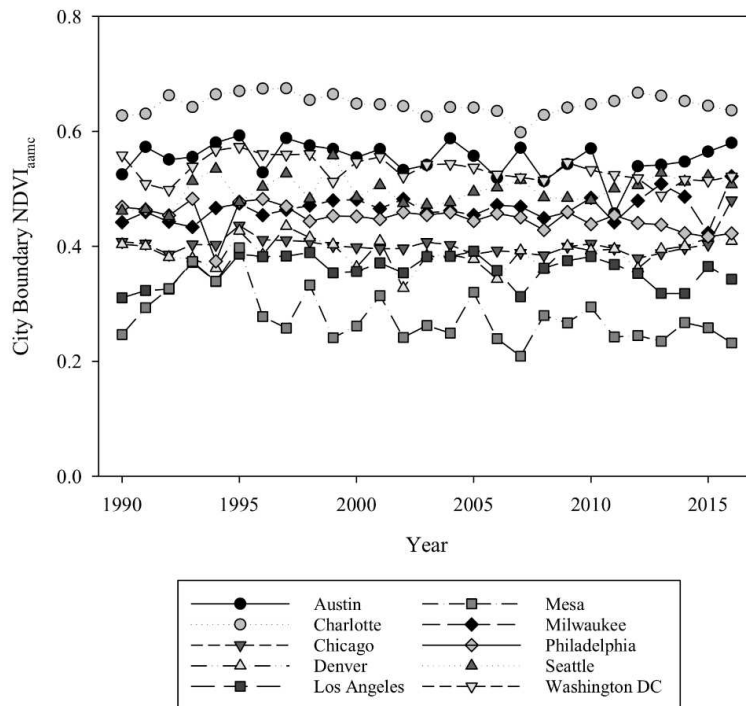 0.8
0.6
City Boundary NDVIaamc
0.4
0.2
0.0
1990 1995 2000 2005 2010 2015
Year
Austin Mesa
Charlotte Milwaukee
Chicago Philadelphia
Denver Seattle
Los Angeles Washington DC